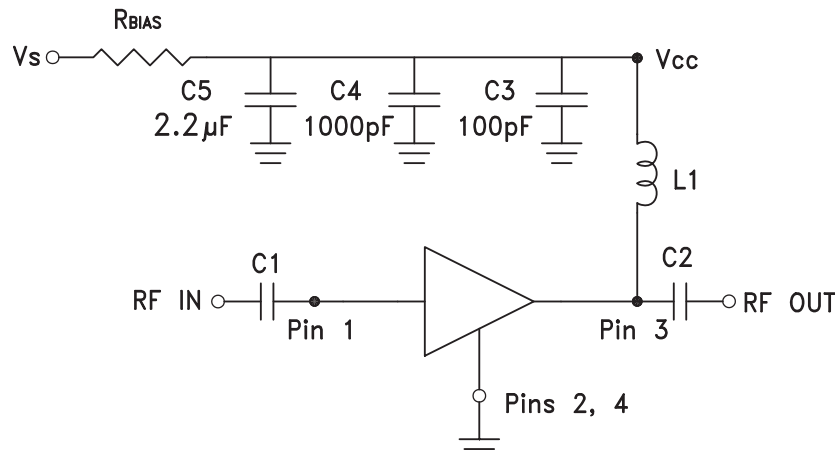 RBIAS
Vs
Vcc
C5
2.2µF
C4
1000pF
C3
100pF
L1
C1
C2
RF IN
RF OUT
Pin 1
Pin 3
Pins 2, 4